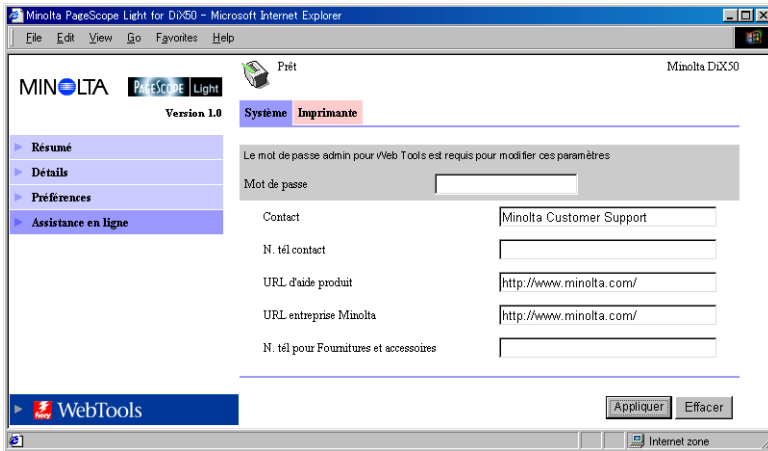 Minolta PageScope Light for DiX50 - Microsoft Internet Explorer
File Edit View Go Favorites Help
MINOLTA PAGESCOPE Light
Version 1.0
Prêt
Minolta DiX50
Système Imprimante
Résumé
Détails
Préférences
Assistance en ligne
Le mot de passe admin pour Web Tools est requis pour modifier ces paramètres
Mot de passe
Contact Minolta Customer Support
N. tél contact
URL d'aide produit http://www.minolta.com/
URL entreprise Minolta http://www.minolta.com/
N. tél pour Fournitures et accessoires
fiery WebTools
Appliquer Effacer
Internet zone